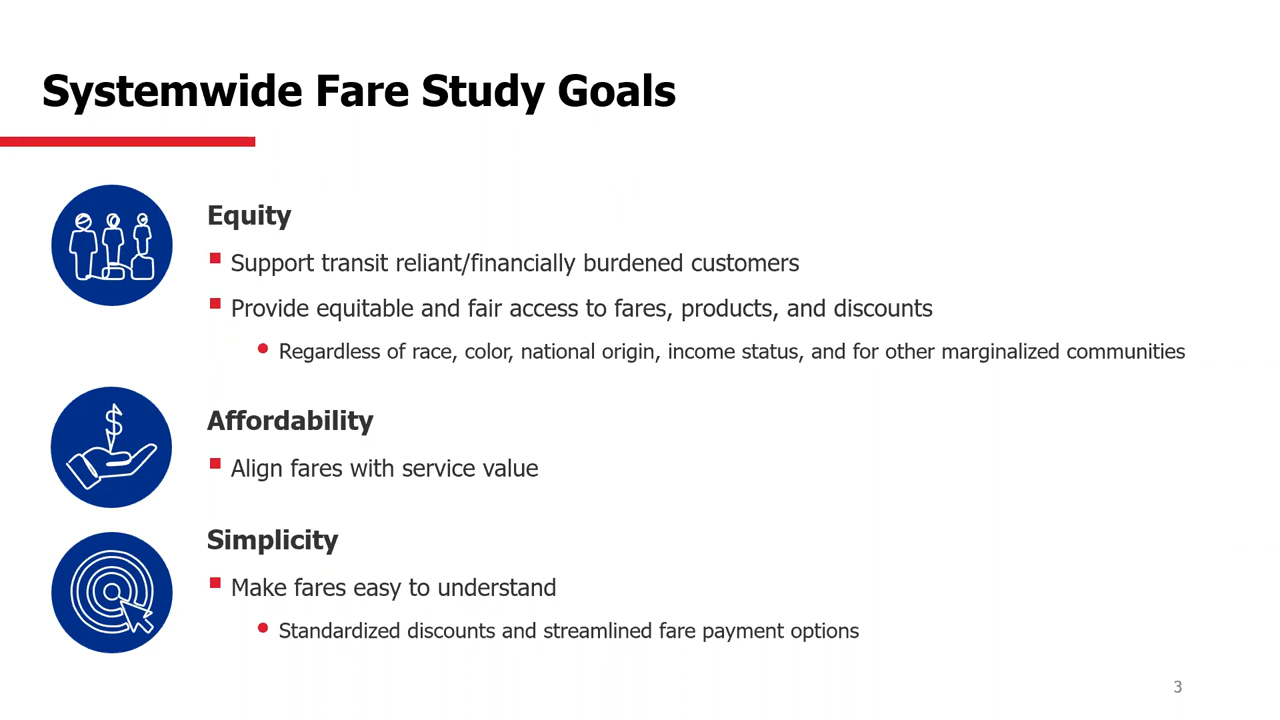 Systemwide Fare Study Goals
Equity
Support transit reliant/financially burdened customers
Provide equitable and fair access to fares, products, and discounts
Regardless of race, color, national origin, income status, and for other marginalized communities
$
Affordability
Align fares with service value
Simplicity
Make fares easy to understand
Standardized discounts and streamlined fare payment options
3